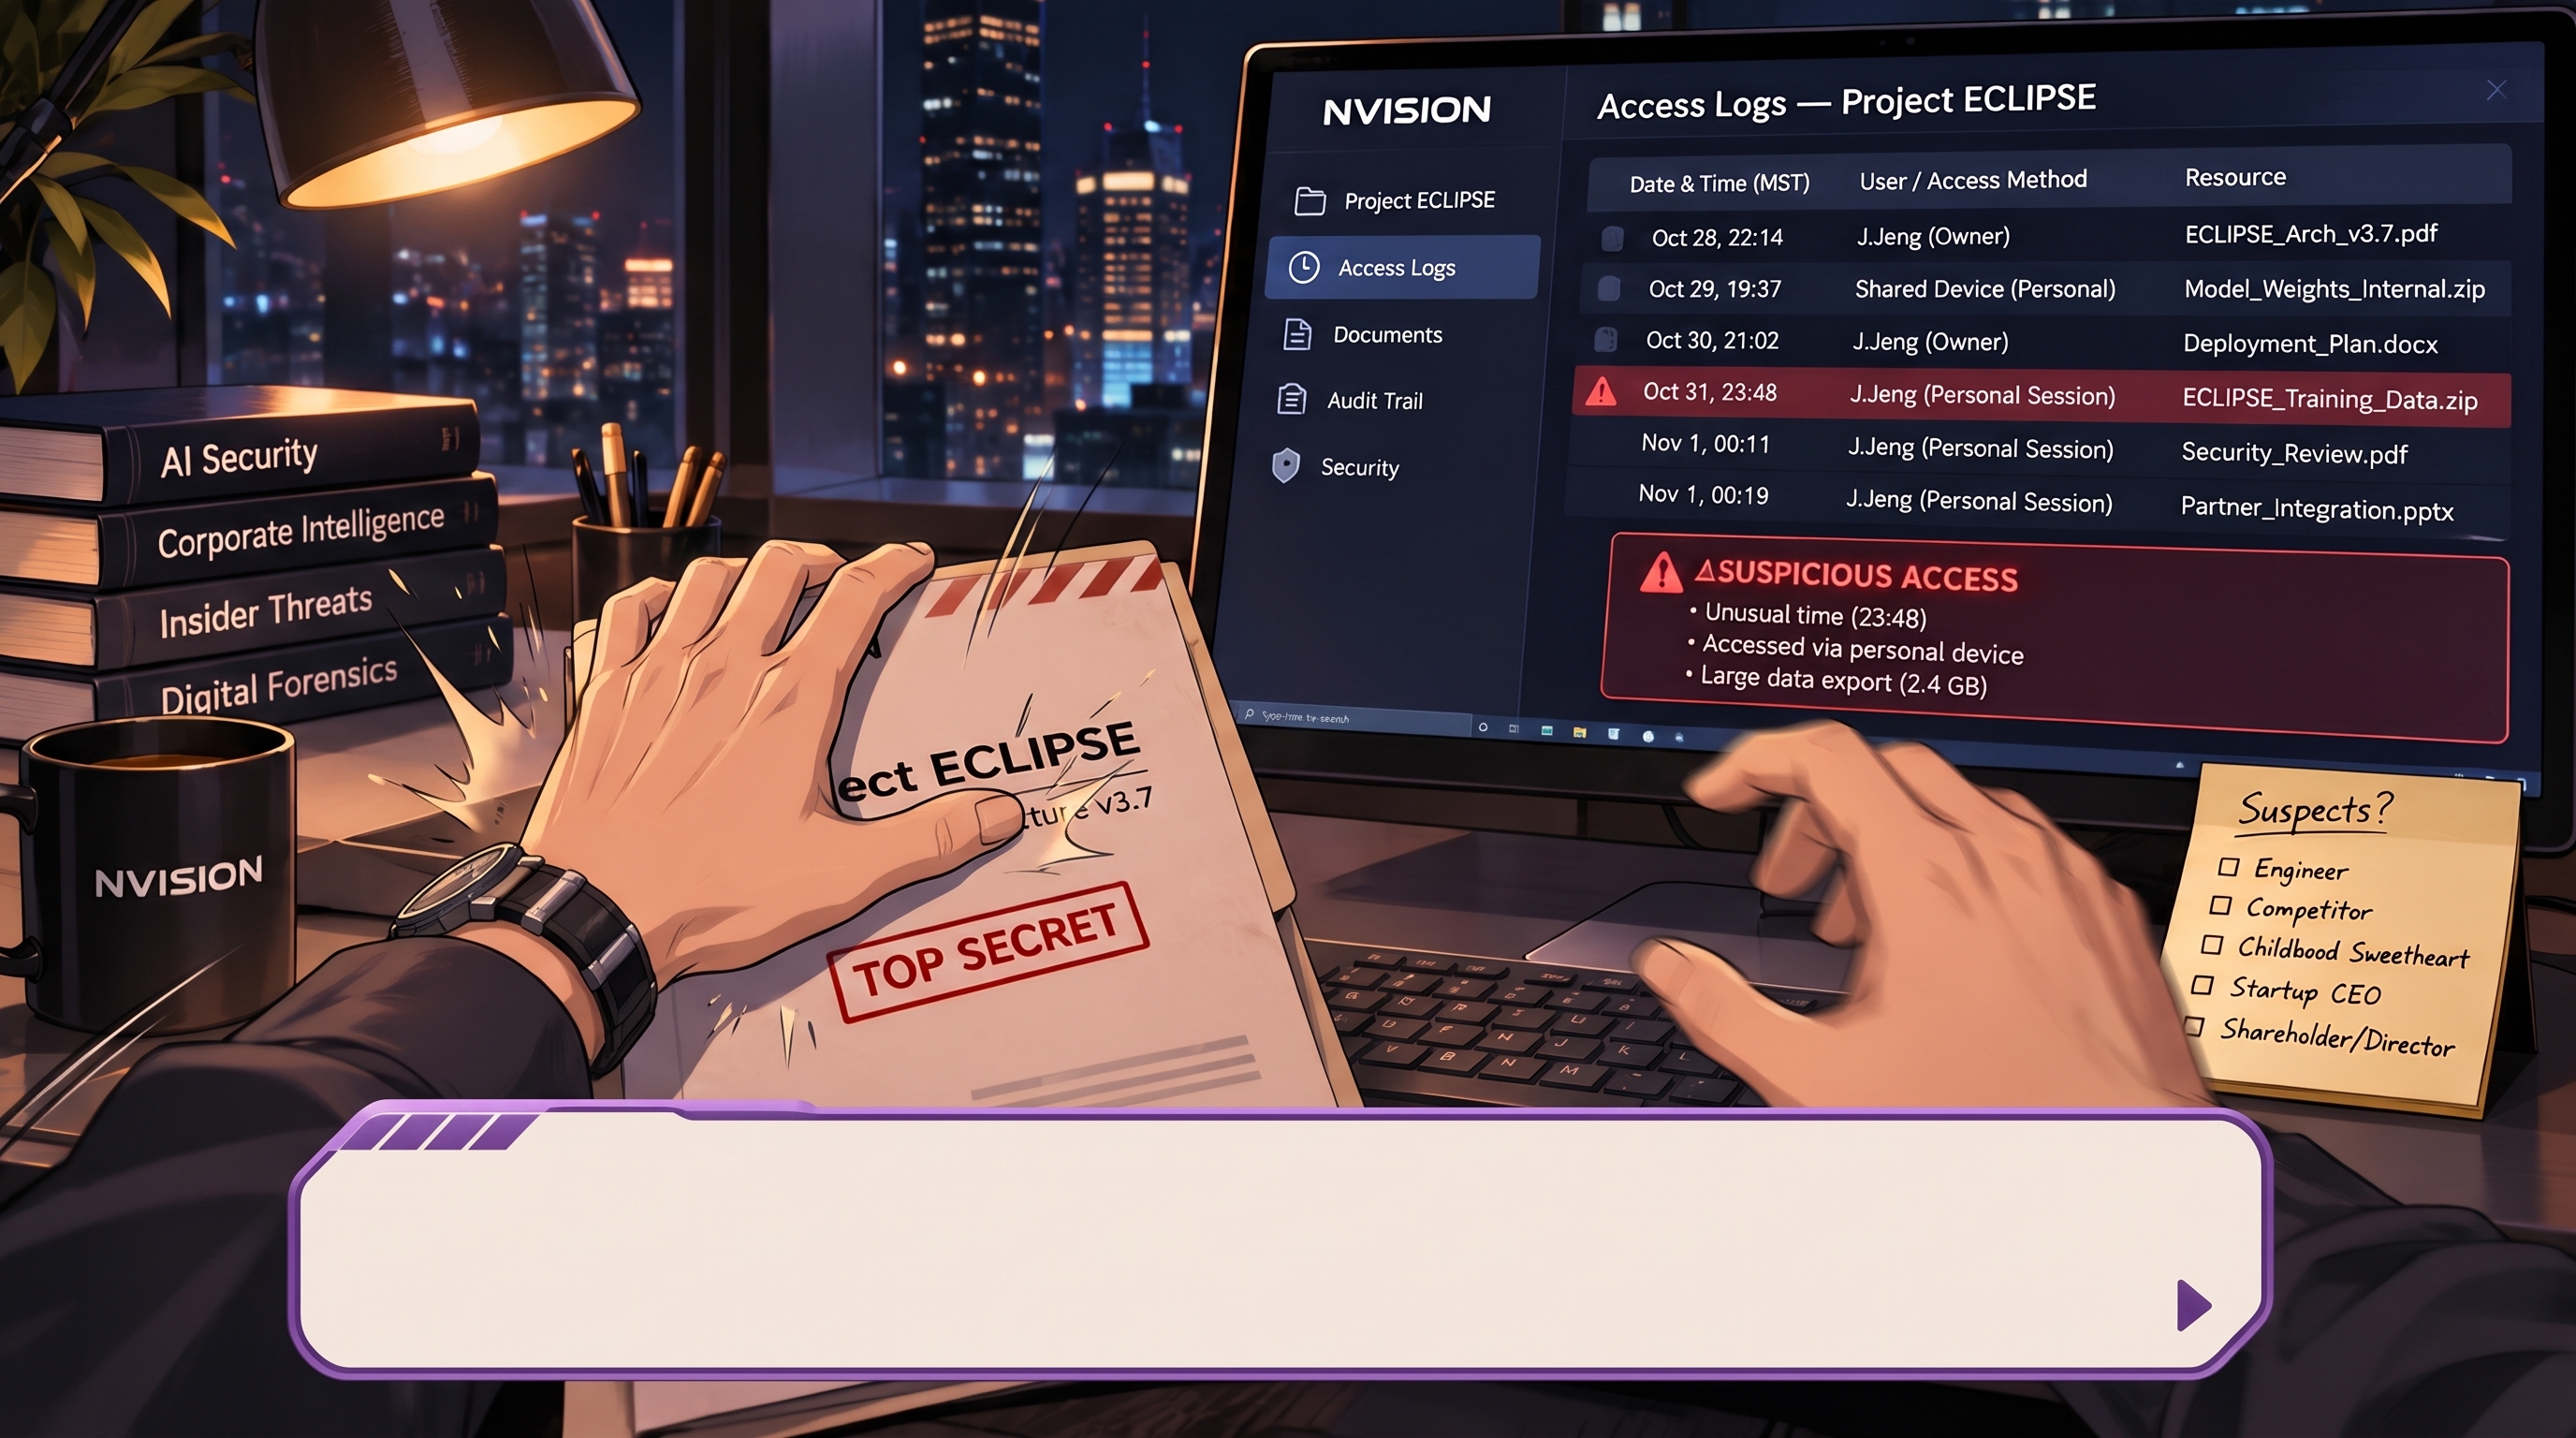 NVISION
Project ECLIPSE
Access Logs
Documents
Audit Trail
Security
Access Logs — Project ECLIPSE
Date & Time (MST) User / Access Method Resource
Oct 28, 22:14 J.Jeng (Owner) ECLIPSE_Arch_v3.7.pdf
Oct 29, 19:37 Shared Device (Personal) Model_Weights_Internal.zip
Oct 30, 21:02 J.Jeng (Owner) Deployment_Plan.docx
Oct 31, 23:48 J.Jeng (Personal Session) ECLIPSE_Training_Data.zip
Nov 1, 00:11 J.Jeng (Personal Session) Security_Review.pdf
Nov 1, 00:19 J.Jeng (Personal Session) Partner_Integration.pptx
⚠SUSPICIOUS ACCESS
• Unusual time (23:48)
• Accessed via personal device
• Large data export (2.4 GB)
AI Security
Corporate Intelligence
Insider Threats
Digital Forensics
NVISION
ect ECLIPSE
cture v3.7
TOP SECRET
Suspects?
Engineer
Competitor
Childbood Sweetheart
Startup CEO
Shareholder/Director